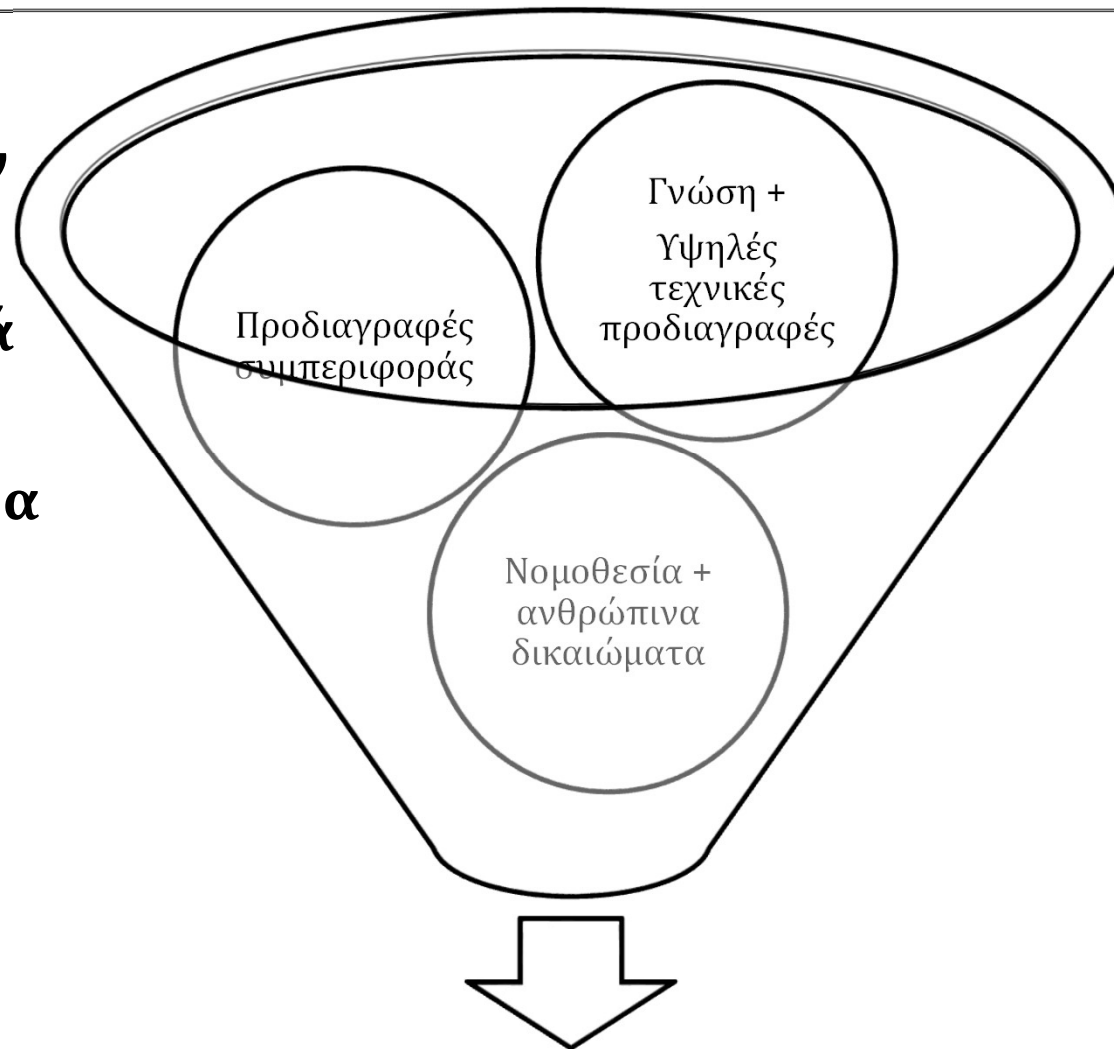 Γνώση +
Υψηλές
τεχνικές
προδιαγραφές
Προδιαγραφές
συμπεριφοράς
Νομοθεσία +
ανθρώπινα
δικαιώματα